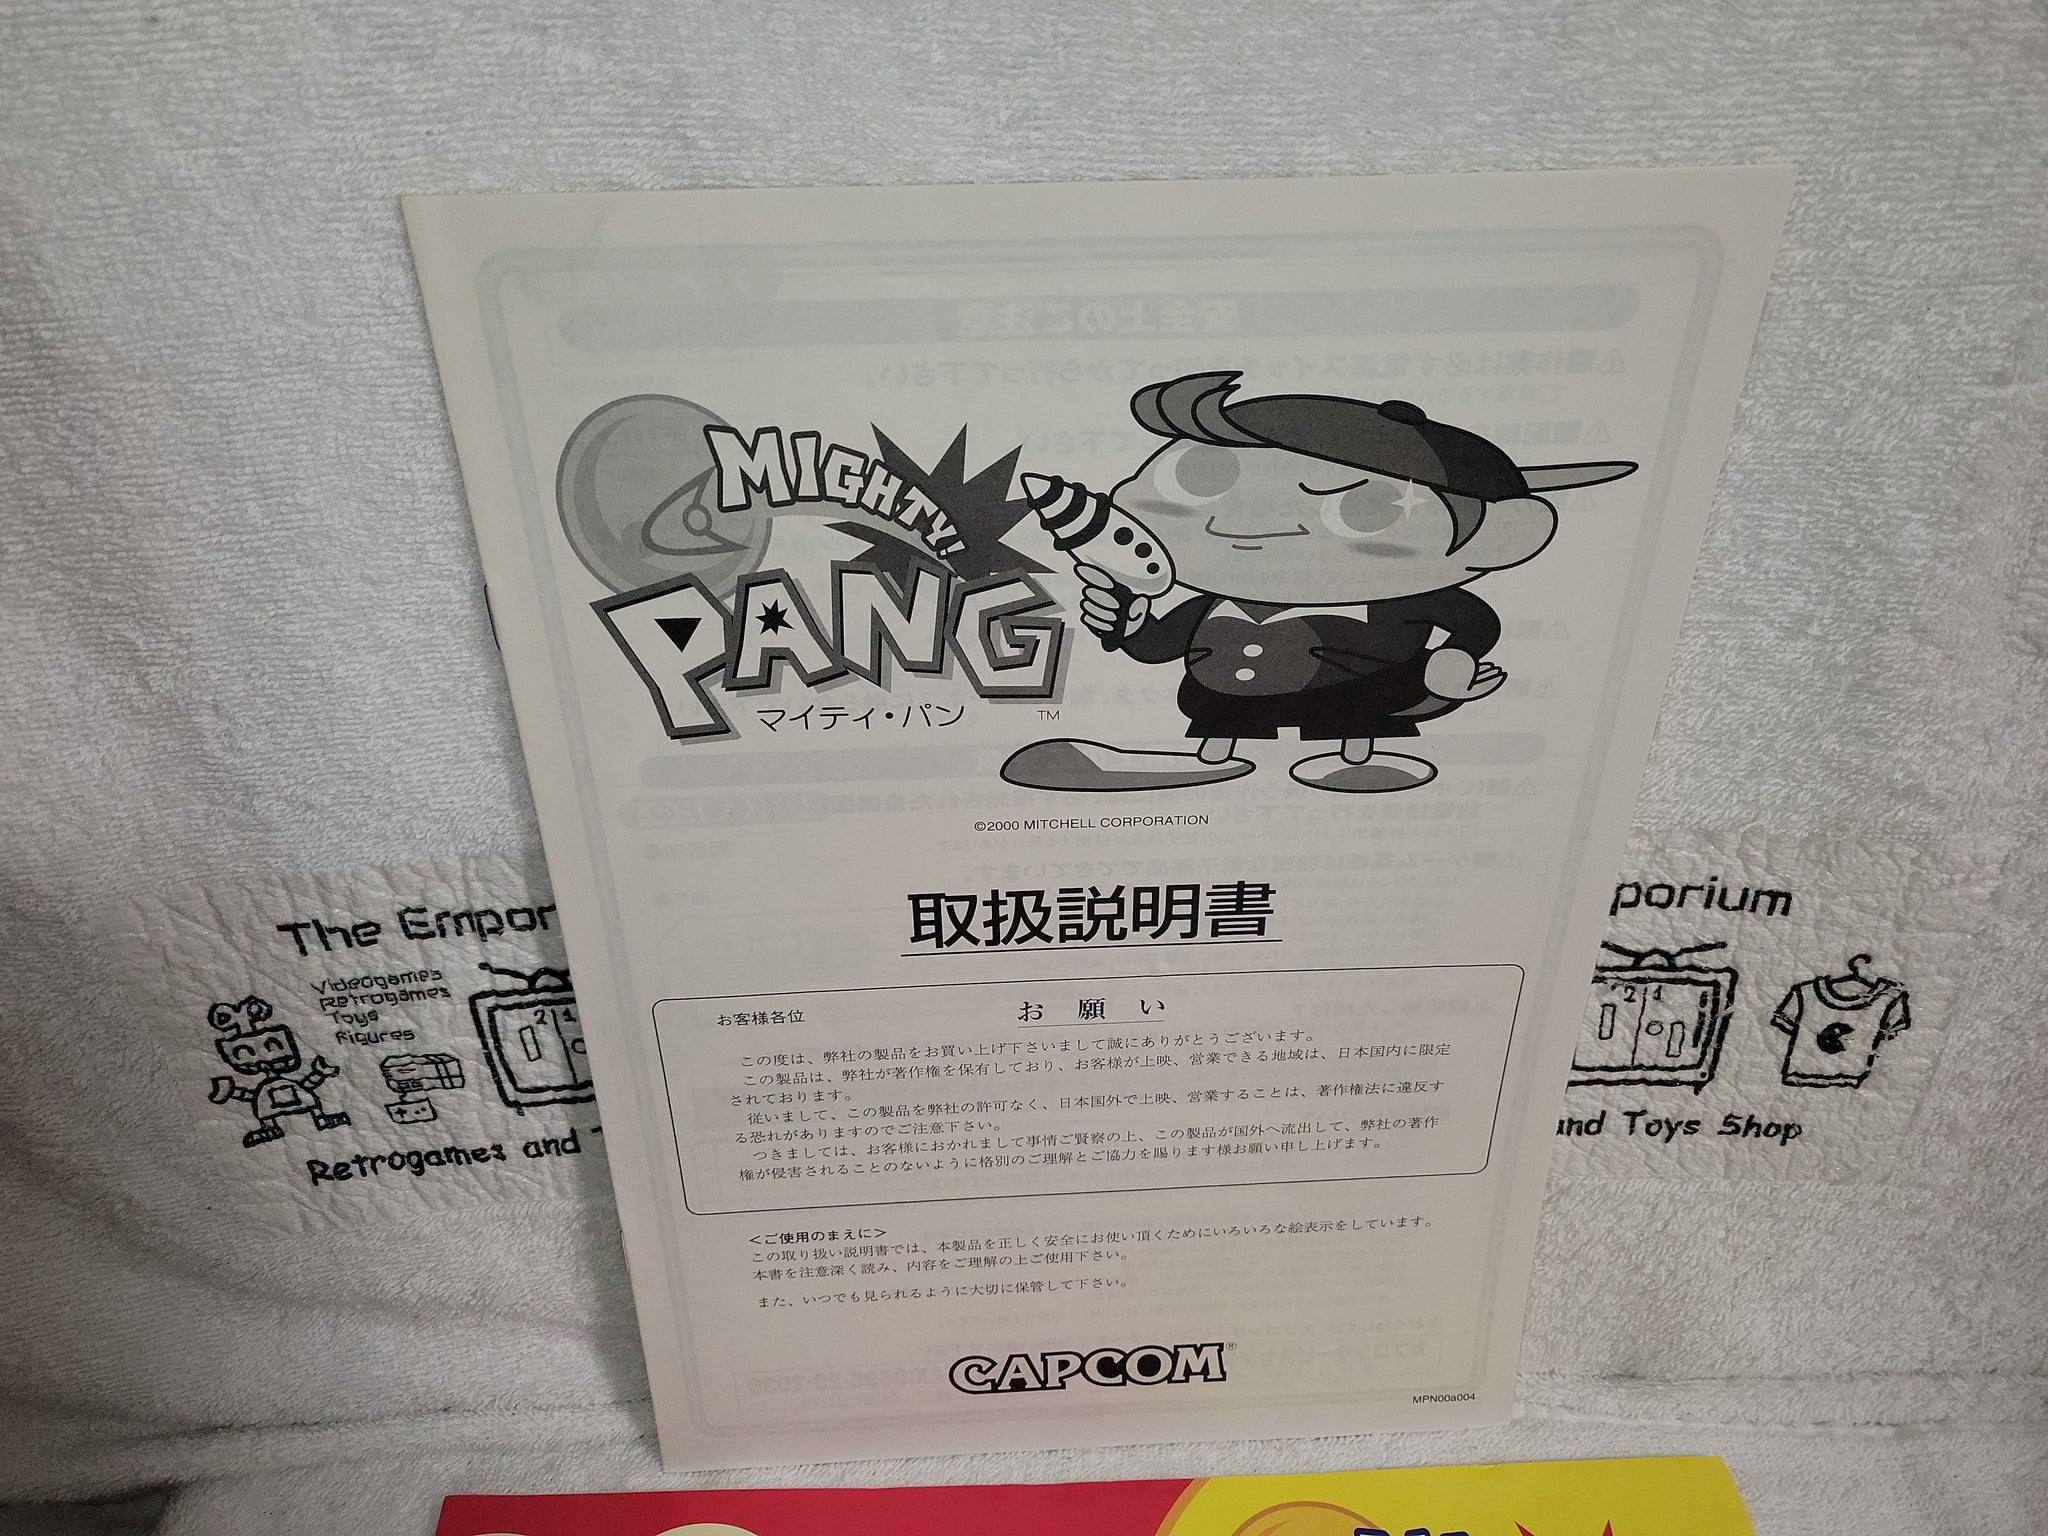 MIGHTY!
PANG
マイティ・パン
TM
©2000 MITCHELL CORPORATION
取扱説明書
お客様各位
お願い
この度は、弊社の製品をお買い上げ下さいまして誠にありがとうございます。
この製品は、弊社が著作権を保有しており、お客様が上映、営業できる地域は、日本国内に限定
されております。
従いまして、この製品を弊社の許可なく、日本国外で上映、営業することは、著作権法に違反す
る恐れがありますのでご注意下さい。
つきましては、お客様におかれまして事情ご賢察の上、この製品が国外へ流出して、弊社の著作
権が侵害されることのないように格別のご理解とご協力を賜ります様お願い申し上げます。
<ご使用のまえに>
この取り扱い説明書では、本製品を正しく安全にお使い頂くためにいろいろな絵表示をしています。
本書を注意深く読み、内容をご理解の上ご使用下さい。
また、いつでも見られるように大切に保管して下さい。
CAPCOM®
MPN00a004
The Empor
Videogames
Retrogames
Toys
Figures
2 1
Retrogames and T
porium
2 1
and Toys Shop